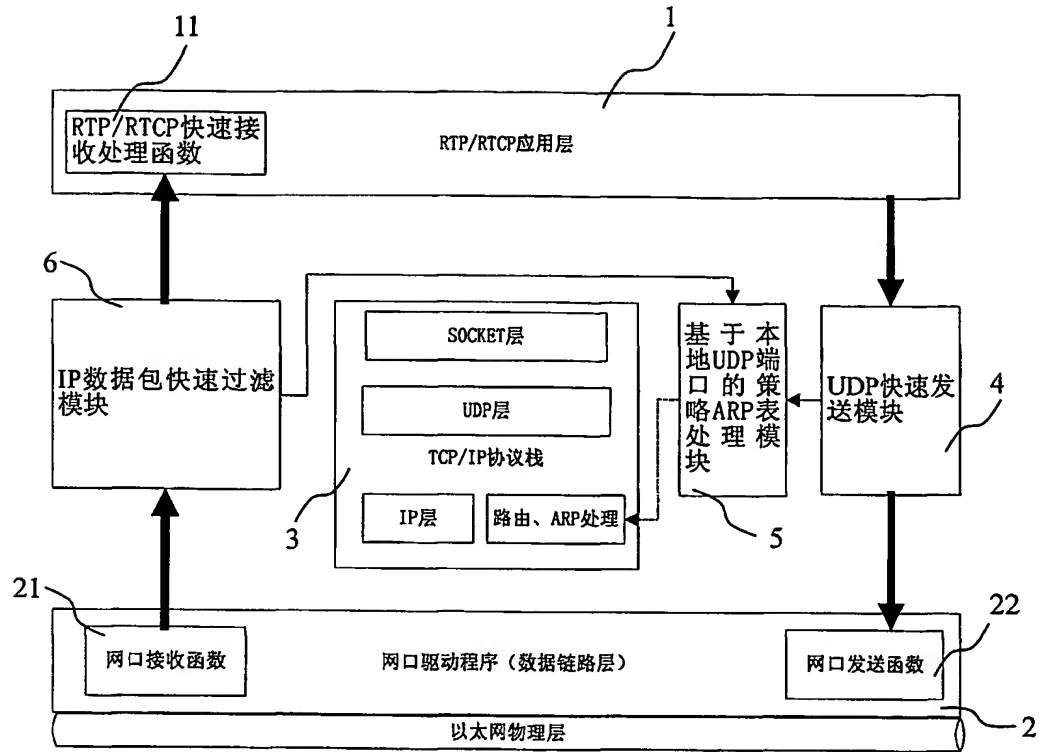 11
1
RTP/RTCP快速接
收处理函数
RTP/RTCP应用层
6
IP数据包快速过滤
模块
SOCKET层
UDP层
TCP/IP协议栈
IP层
路由、ARP处理
3
基于本
地UDP端
口的策
略ARP表
处理模
块
5
UDP快速发
送模块
4
21
网口接收函数
网口驱动程序（数据链路层）
网口发送函数
22
2
以太网物理层